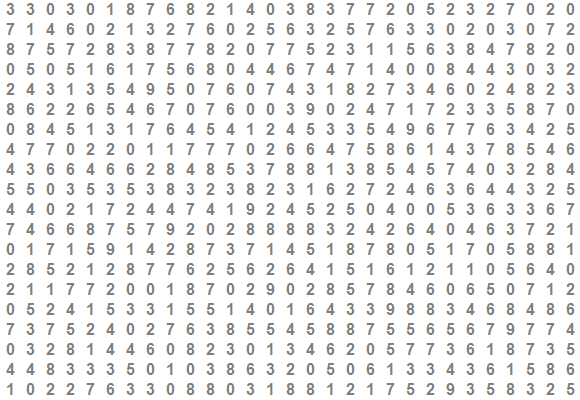 3 3 0 3 0 1 8 7 6 8 2 1 4 0 3 8 3 7 7 2 0 5 2 3 2 7 0 2 0
7 1 4 6 0 2 1 3 2 7 6 0 2 5 6 3 2 5 7 6 3 3 0 2 0 3 0 7 2
8 7 5 7 2 8 3 8 7 7 8 2 0 7 7 5 2 3 1 1 5 6 3 8 4 7 8 2 0
0 5 0 5 1 6 1 7 5 6 8 0 4 4 6 7 4 7 1 4 0 0 8 4 4 3 0 3 2
2 4 3 1 3 5 4 9 5 0 7 6 0 7 4 3 1 8 2 7 3 4 6 0 2 4 8 2 3
8 6 2 2 6 5 4 6 7 0 7 6 0 0 3 9 0 2 4 7 1 7 2 3 3 5 8 7 0
0 8 4 5 1 3 1 7 6 4 5 4 1 2 4 5 3 3 5 4 9 6 7 7 6 3 4 2 5
4 7 7 0 2 2 0 1 1 7 7 7 0 2 6 6 4 7 5 8 6 1 4 3 7 8 5 4 6
4 3 6 6 4 6 6 2 8 4 8 5 3 7 8 8 1 3 8 5 4 5 7 4 0 3 2 8 4
5 5 0 3 5 3 5 3 8 3 2 3 8 2 3 1 6 2 7 2 4 6 3 6 4 4 3 2 5
4 4 0 2 1 7 2 4 4 7 4 1 9 2 4 5 2 5 0 4 0 0 5 3 6 3 3 6 7
7 4 6 6 8 7 5 7 9 2 0 2 8 8 8 8 3 2 4 2 6 4 0 4 6 3 7 2 1
0 1 7 1 5 9 1 4 2 8 7 3 7 1 4 5 1 8 7 8 0 5 1 7 0 5 8 8 1
2 8 5 2 1 2 8 7 7 6 2 5 6 2 6 4 1 5 1 6 1 2 1 1 0 5 6 4 0
2 1 1 7 7 2 0 0 1 8 7 0 2 9 0 2 8 5 7 8 4 6 0 6 5 0 7 1 2
0 5 2 4 1 5 3 3 1 5 5 1 4 0 1 6 4 3 3 9 8 8 3 4 6 8 4 8 6
7 3 7 5 2 4 0 2 7 6 3 8 5 5 4 5 8 8 7 5 5 6 5 6 7 9 7 7 4
0 3 2 8 1 4 4 6 0 8 2 3 0 1 3 4 6 2 0 5 7 7 3 6 1 8 7 3 5
4 4 8 3 3 3 5 0 1 0 3 8 6 3 2 0 5 0 6 1 3 3 4 3 6 1 5 8 6
1 0 2 2 7 6 3 3 0 8 8 0 3 1 8 8 1 2 1 7 5 2 9 3 5 8 3 2 5